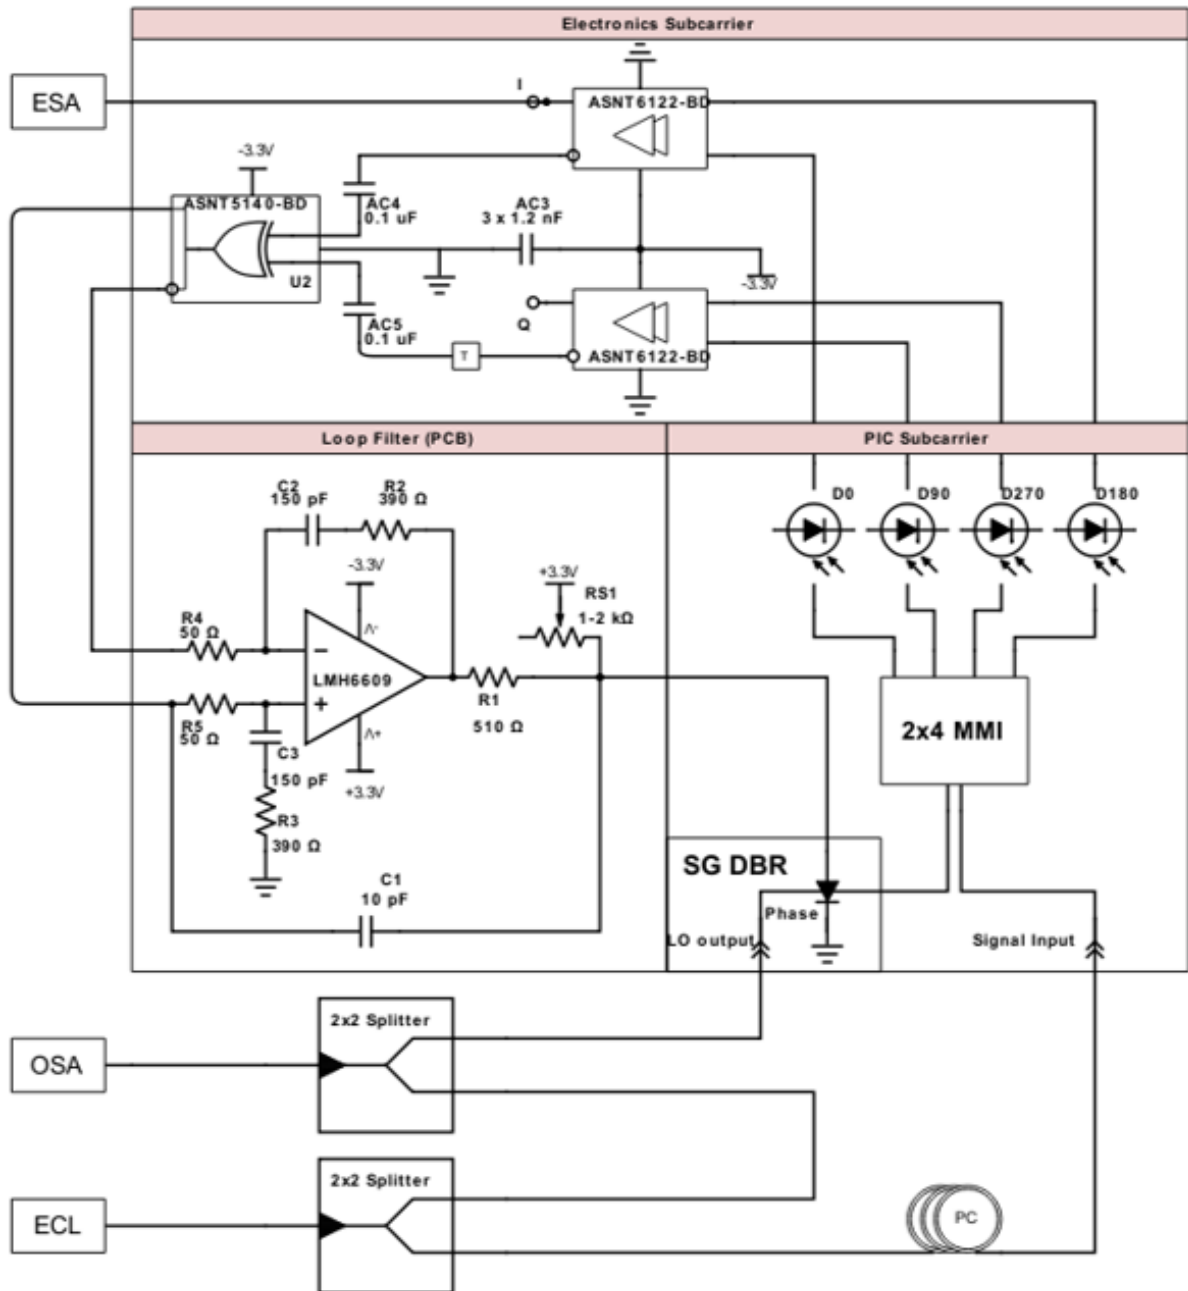 Electronics Subcarrier
ESA
I
ASNT6122-BD
-3.3V
ASNT5140-BD
AC4
0.1 uF
AC3
3 x 1.2 nF
U2
-3.3V
AC5
0.1 uF
Q
T
ASNT6122-BD
Loop Filter (PCB)
PIC Subcarrier
C2
150 pF
R2
390 Ω
D0
D90
D270
D180
-3.3V
+3.3V
RS1
1-2 kΩ
R4
50 Ω
V-
−
LMH6609
+
R1
510 Ω
R5
50 Ω
V+
C3
150 pF
+3.3V
R3
390 Ω
2x4 MMI
C1
10 pF
SG DBR
Phase
LO output
Signal Input
2x2 Splitter
OSA
2x2 Splitter
ECL
PC